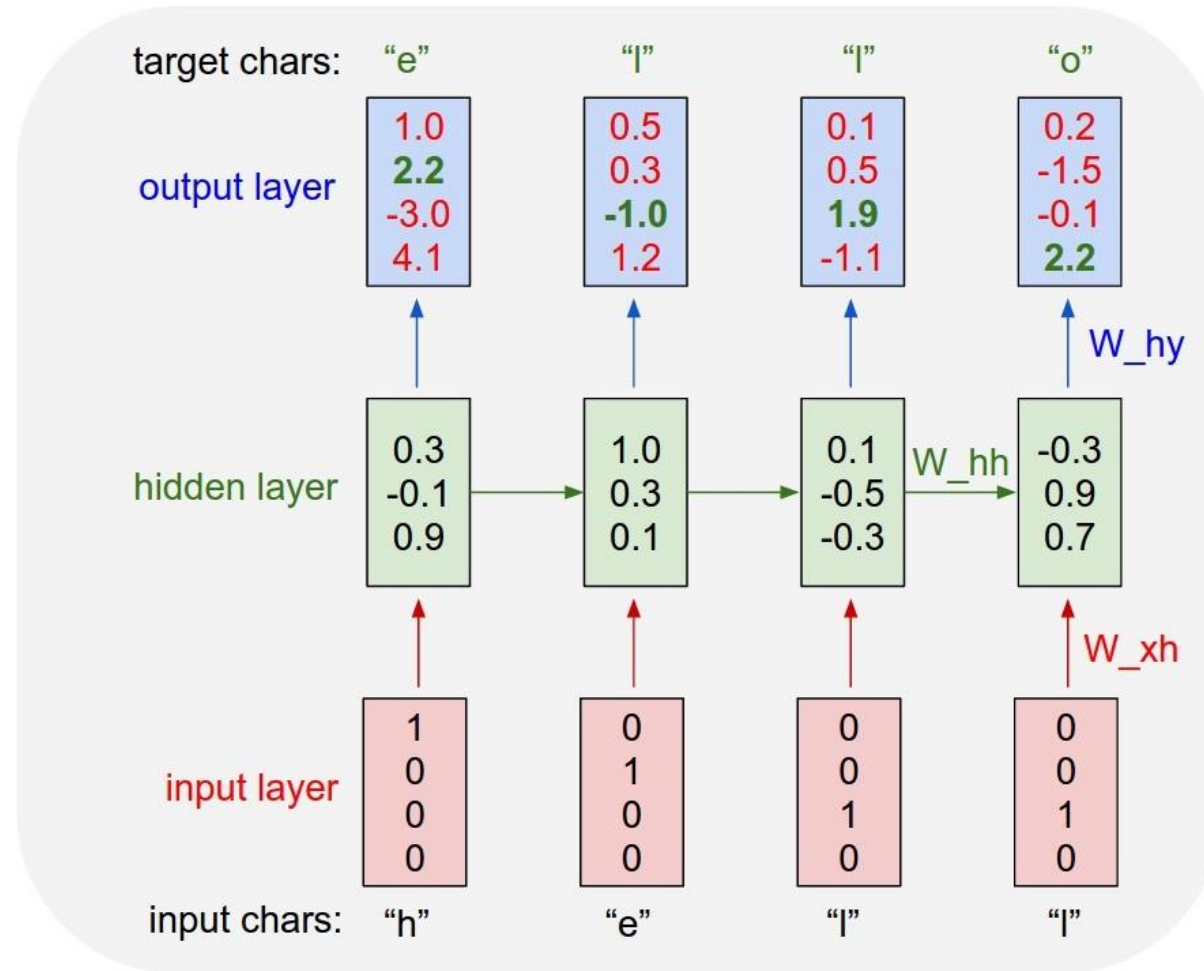 target chars: “e” “l” “l” “o”
1.0 0.5 0.1 0.2
2.2 0.3 0.5 -1.5
output layer
-3.0 -1.0 1.9 -0.1
4.1 1.2 -1.1 2.2
W_hy
0.3 1.0 0.1 -0.3
W_hh
hidden layer -0.1 0.3 -0.5 0.9
0.9 0.1 -0.3 0.7
W_xh
1 0 0 0
0 1 0 0
input layer
0 0 1 1
0 0 0 0
input chars: “h” “e” “l” “l”